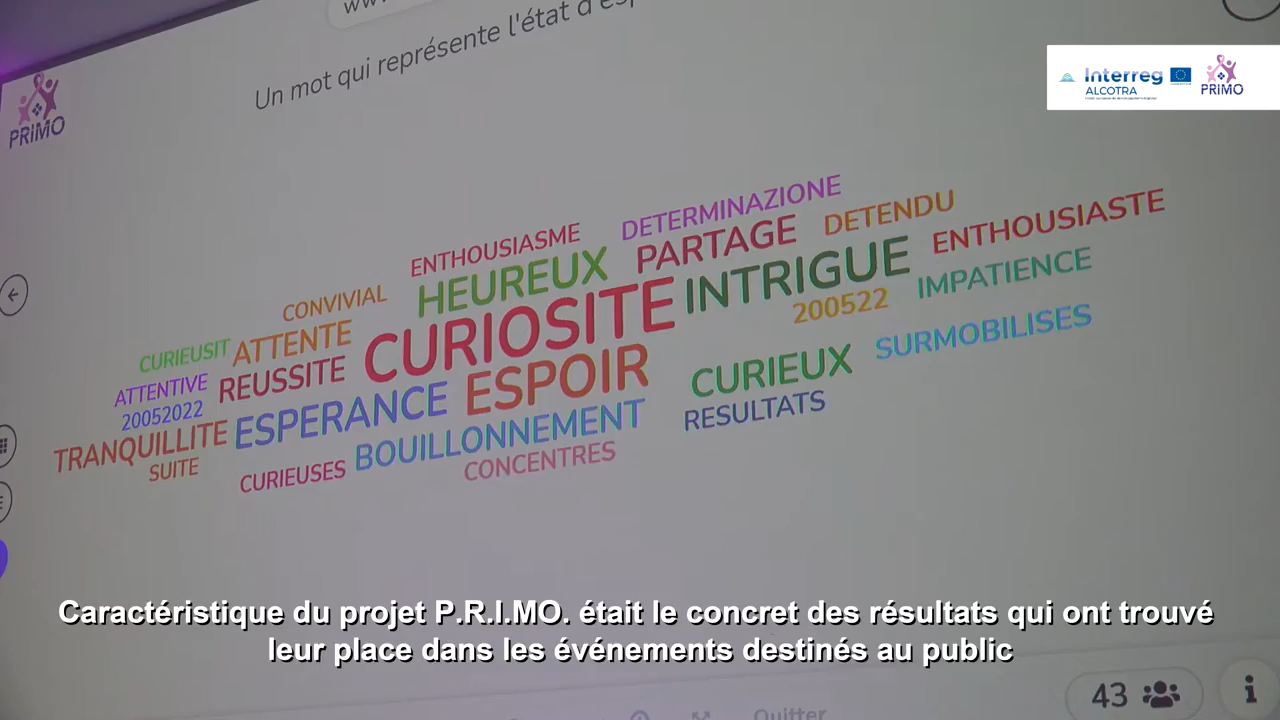 Un mot qui représente l'état d'esp
PRiMO
Interreg
ALCOTRA
PRiMO
DETERMINAZIONE
ENTHOUSIASME
PARTAGE
DETENDU
ENTHOUSIASTE
HEUREUX
INTRIGUE
IMPATIENCE
CONVIVIAL
CURIOSITE
200522
CURIEUSIT
ATTENTE
SURMOBILISES
ATTENTIVE
REUSSITE
ESPOIR
CURIEUX
20052022
ESPERANCE
RESULTATS
TRANQUILLITE
BOUILLONNEMENT
SUITE
CURIEUSES
CONCENTRES
Caractéristique du projet P.R.I.MO. était le concret des résultats qui ont trouvé
leur place dans les événements destinés au public
43
Quitter